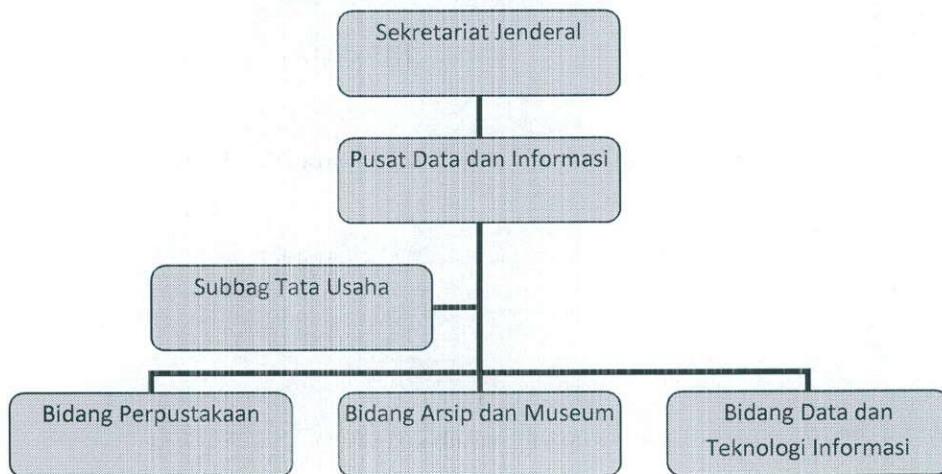 Sekretariat Jenderal
Pusat Data dan Informasi
Subbag Tata Usaha
Bidang Perpustakaan
Bidang Arsip dan Museum
Bidang Data dan
Teknologi Informasi